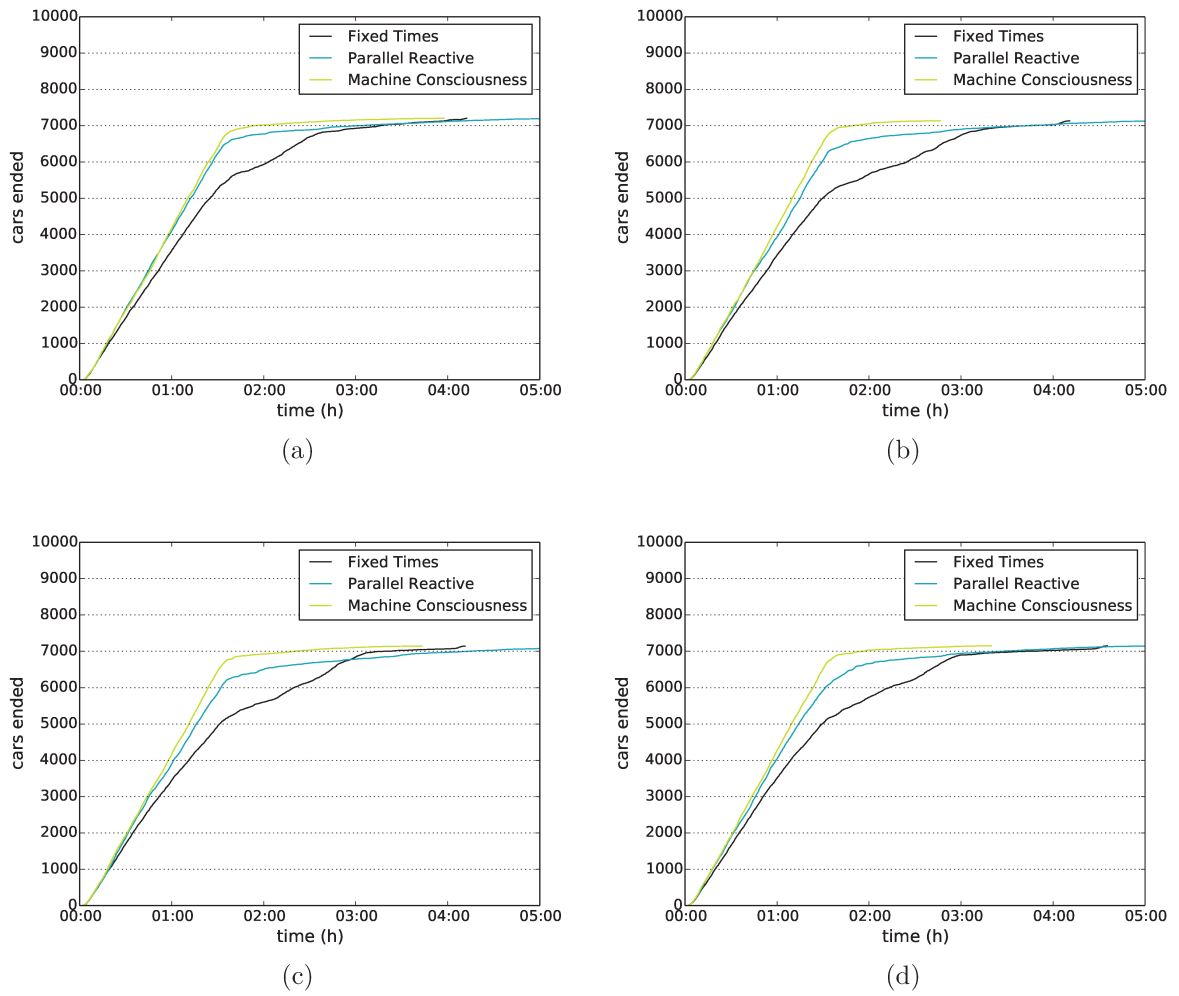 10000
9000
8000
7000
6000
5000
4000
3000
2000
1000
0
cars ended
00:00 01:00 02:00 03:00 04:00 05:00
time (h)
Fixed Times
Parallel Reactive
Machine Consciousness
(a)
10000
9000
8000
7000
6000
5000
4000
3000
2000
1000
0
cars ended
00:00 01:00 02:00 03:00 04:00 05:00
time (h)
Fixed Times
Parallel Reactive
Machine Consciousness
(b)
10000
9000
8000
7000
6000
5000
4000
3000
2000
1000
0
cars ended
00:00 01:00 02:00 03:00 04:00 05:00
time (h)
Fixed Times
Parallel Reactive
Machine Consciousness
(c)
10000
9000
8000
7000
6000
5000
4000
3000
2000
1000
0
cars ended
00:00 01:00 02:00 03:00 04:00 05:00
time (h)
Fixed Times
Parallel Reactive
Machine Consciousness
(d)